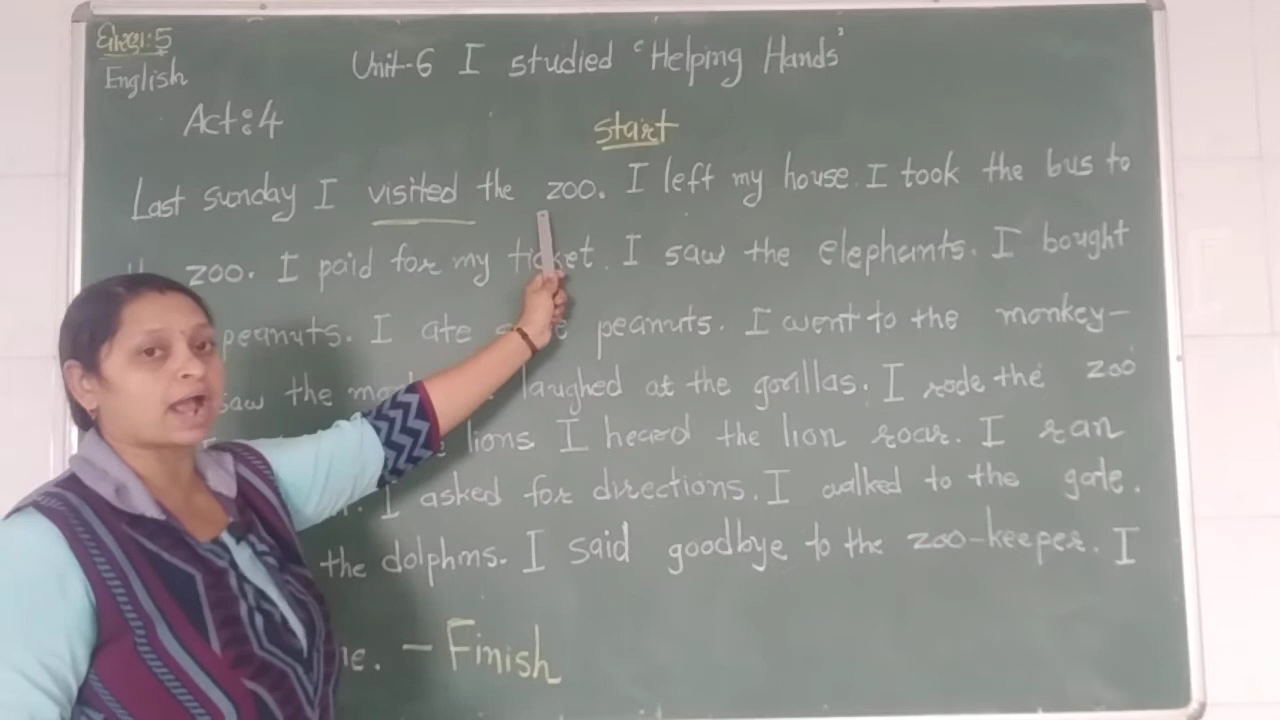 ધોરણ:5
English
Unit-6 I studied 'Helping Hands'
Act:4
Start
Last sunday I visited the zoo. I left my house I took the bus to
zoo. I paid for my ticket. I saw the elephants. I bought
peanuts. I ate peanuts. I went to the monkey-
saw the laughed at the gorillas. I rode the zoo
lions I heard the lion roar. I ran
I asked for directions. I walked to the gate.
the dolphins. I said goodbye to the zoo-keeper. I
- Finish